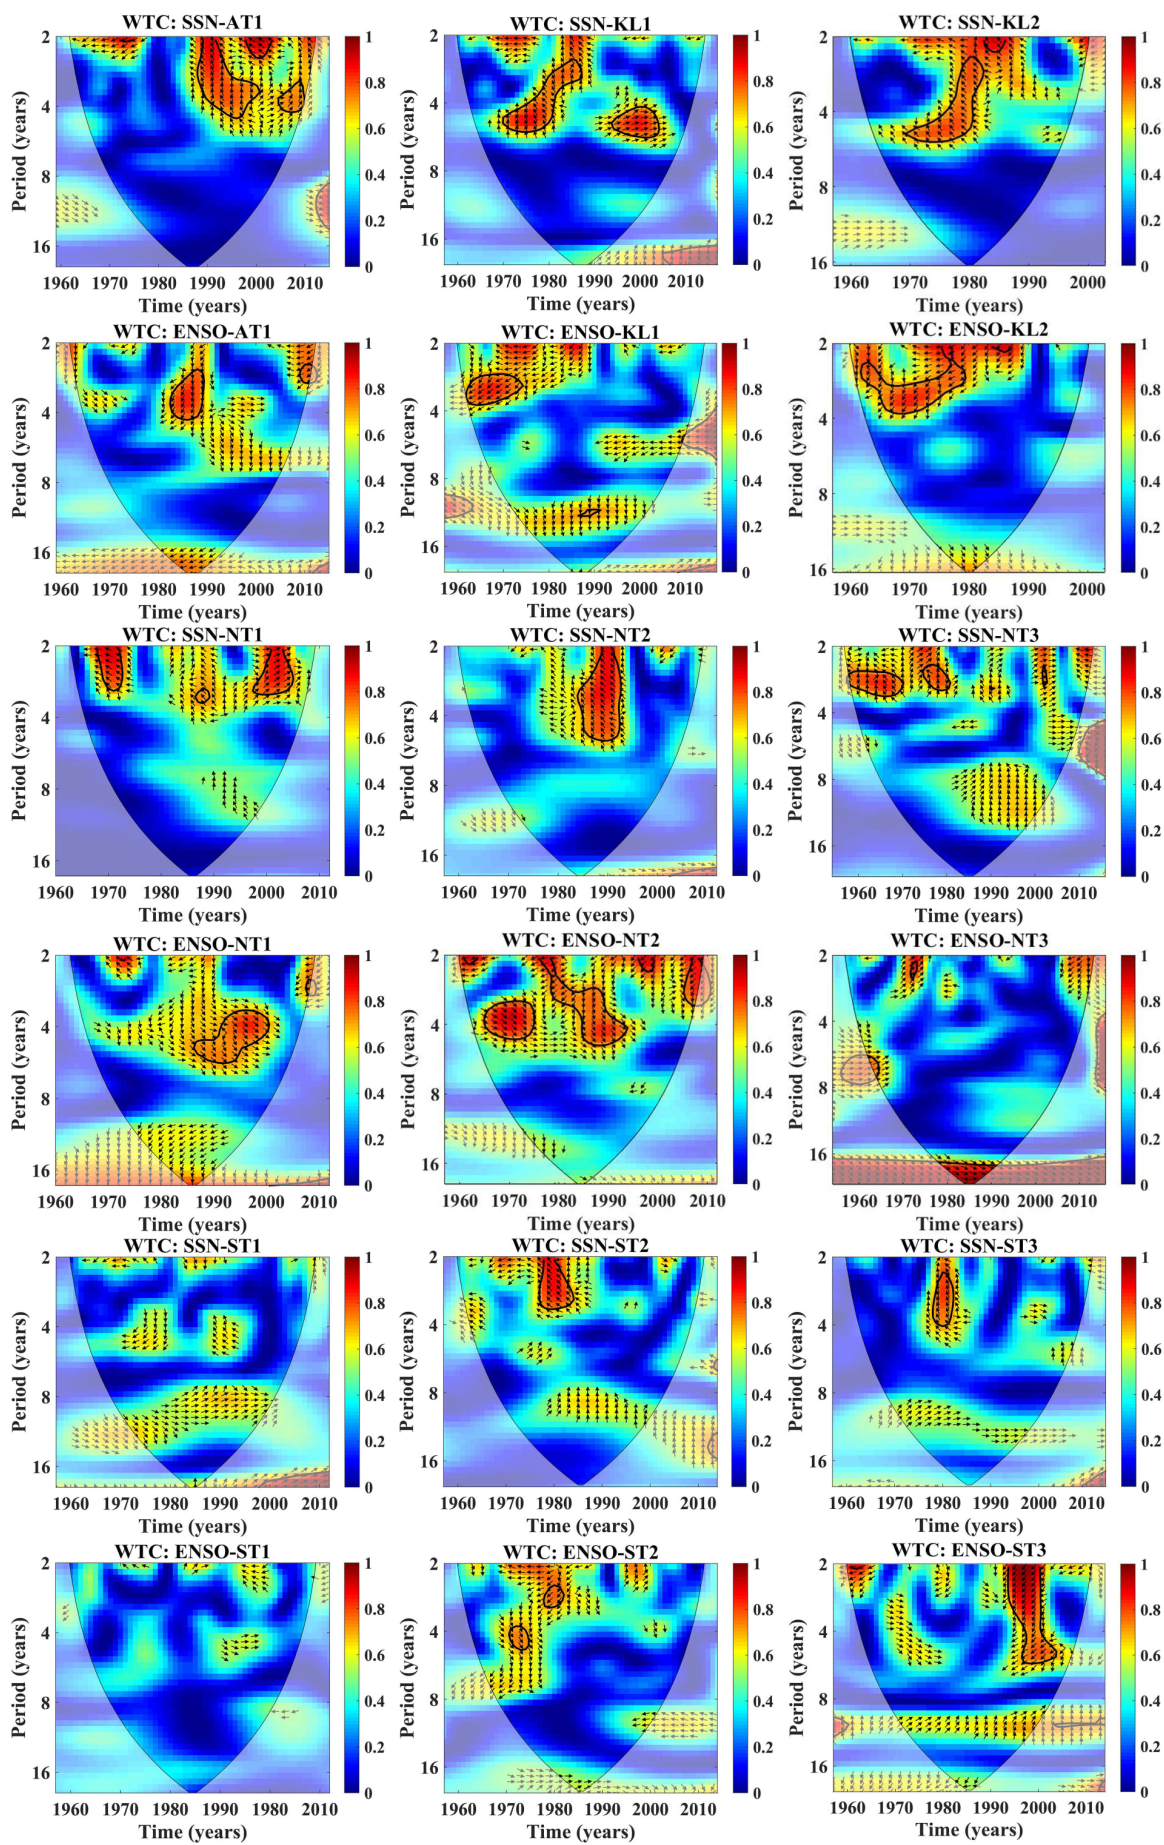 WTC: SSN-AT1
Period (years)
2
4
8
16
1
0.8
0.6
0.4
0.2
0
1960 1970 1980 1990 2000 2010
Time (years)
WTC: SSN-KL1
Period (years)
2
4
8
16
1
0.8
0.6
0.4
0.2
0
1960 1970 1980 1990 2000 2010
Time (years)
WTC: SSN-KL2
Period (years)
2
4
8
16
1
0.8
0.6
0.4
0.2
0
1960 1970 1980 1990 2000
Time (years)
WTC: ENSO-AT1
Period (years)
2
4
8
16
1
0.8
0.6
0.4
0.2
0
1960 1970 1980 1990 2000 2010
Time (years)
WTC: ENSO-KL1
Period (years)
2
4
8
16
1
0.8
0.6
0.4
0.2
0
1960 1970 1980 1990 2000 2010
Time (years)
WTC: ENSO-KL2
Period (years)
2
4
8
16
1
0.8
0.6
0.4
0.2
0
1960 1970 1980 1990 2000
Time (years)
WTC: SSN-NT1
Period (years)
2
4
8
16
1
0.8
0.6
0.4
0.2
0
1960 1970 1980 1990 2000 2010
Time (years)
WTC: SSN-NT2
Period (years)
2
4
8
16
1
0.8
0.6
0.4
0.2
0
1960 1970 1980 1990 2000 2010
Time (years)
WTC: SSN-NT3
Period (years)
2
4
8
16
1
0.8
0.6
0.4
0.2
0
1960 1970 1980 1990 2000 2010
Time (years)
WTC: ENSO-NT1
Period (years)
2
4
8
16
1
0.8
0.6
0.4
0.2
0
1960 1970 1980 1990 2000 2010
Time (years)
WTC: ENSO-NT2
Period (years)
2
4
8
16
1
0.8
0.6
0.4
0.2
0
1960 1970 1980 1990 2000 2010
Time (years)
WTC: ENSO-NT3
Period (years)
2
4
8
16
1
0.8
0.6
0.4
0.2
0
1960 1970 1980 1990 2000 2010
Time (years)
WTC: SSN-ST1
Period (years)
2
4
8
16
1
0.8
0.6
0.4
0.2
0
1960 1970 1980 1990 2000 2010
Time (years)
WTC: SSN-ST2
Period (years)
2
4
8
16
1
0.8
0.6
0.4
0.2
0
1960 1970 1980 1990 2000 2010
Time (years)
WTC: SSN-ST3
Period (years)
2
4
8
16
1
0.8
0.6
0.4
0.2
0
1960 1970 1980 1990 2000 2010
Time (years)
WTC: ENSO-ST1
Period (years)
2
4
8
16
1
0.8
0.6
0.4
0.2
0
1960 1970 1980 1990 2000 2010
Time (years)
WTC: ENSO-ST2
Period (years)
2
4
8
16
1
0.8
0.6
0.4
0.2
0
1960 1970 1980 1990 2000 2010
Time (years)
WTC: ENSO-ST3
Period (years)
2
4
8
16
1
0.8
0.6
0.4
0.2
0
1960 1970 1980 1990 2000 2010
Time (years)